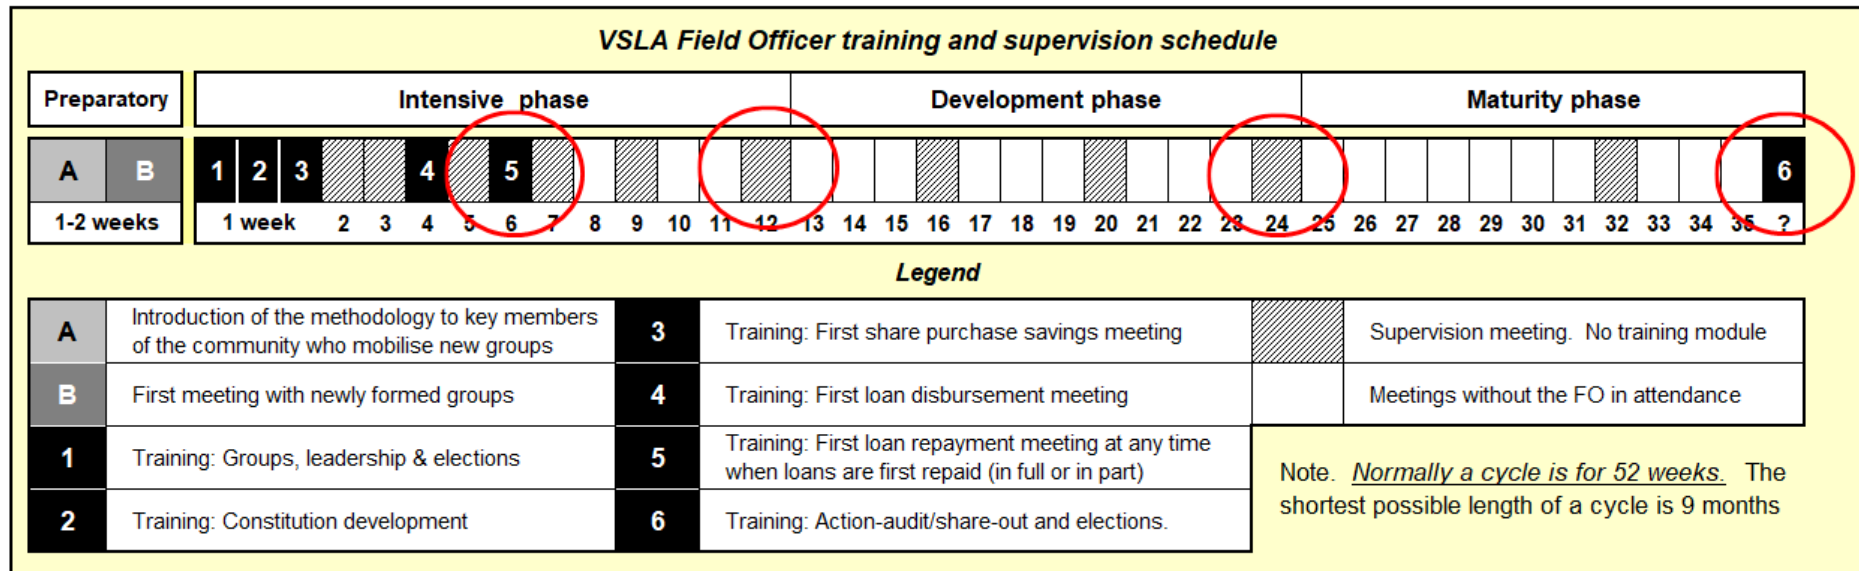 VSLA Field Officer training and supervision schedule
Preparatory Intensive phase Development phase Maturity phase
A B 1 2 3 4 5 6
1-2 weeks 1 week 2 3 4 5 6 7 8 9 10 11 12 13 14 15 16 17 18 19 20 21 22 23 24 25 26 27 28 29 30 31 32 33 34 35 ?
Legend
A
Introduction of the methodology to key members
of the community who mobilise new groups
3
Training: First share purchase savings meeting
Supervision meeting. No training module
B
First meeting with newly formed groups
4
Training: First loan disbursement meeting
Meetings without the FO in attendance
1
Training: Groups, leadership & elections
5
Training: First loan repayment meeting at any time
when loans are first repaid (in full or in part)
2
Training: Constitution development
6
Training: Action-audit/share-out and elections.
Note. Normally a cycle is for 52 weeks. The
shortest possible length of a cycle is 9 months